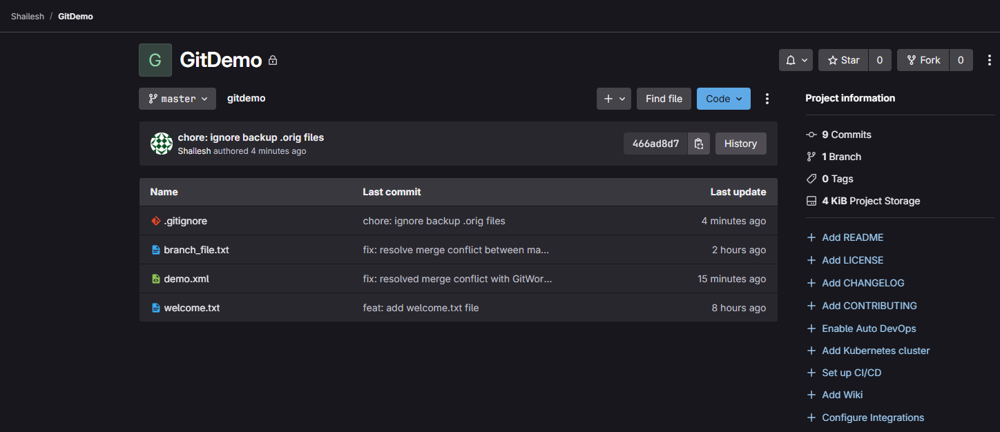 Shailesh / GitDemo
G GitDemo
Star 0 Fork 0
master gitdemo Find file Code
chore: ignore backup .orig files
Shailesh authored 4 minutes ago
466ad8d7 History
Name Last commit Last update
.gitignore chore: ignore backup .orig files 4 minutes ago
branch_file.txt fix: resolve merge conflict between ma... 2 hours ago
demo.xml fix: resolved merge conflict with GitWor... 15 minutes ago
welcome.txt feat: add welcome.txt file 8 hours ago
Project information
9 Commits
1 Branch
0 Tags
4 KiB Project Storage
Add README
Add LICENSE
Add CHANGELOG
Add CONTRIBUTING
Enable Auto DevOps
Add Kubernetes cluster
Set up CI/CD
Add Wiki
Configure Integrations